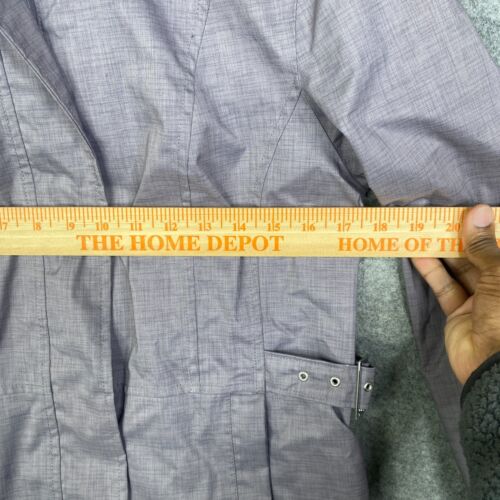 7 8 9 10 11 12 13 14 15 16 17 18 19 20
THE HOME DEPOT HOME OF TH